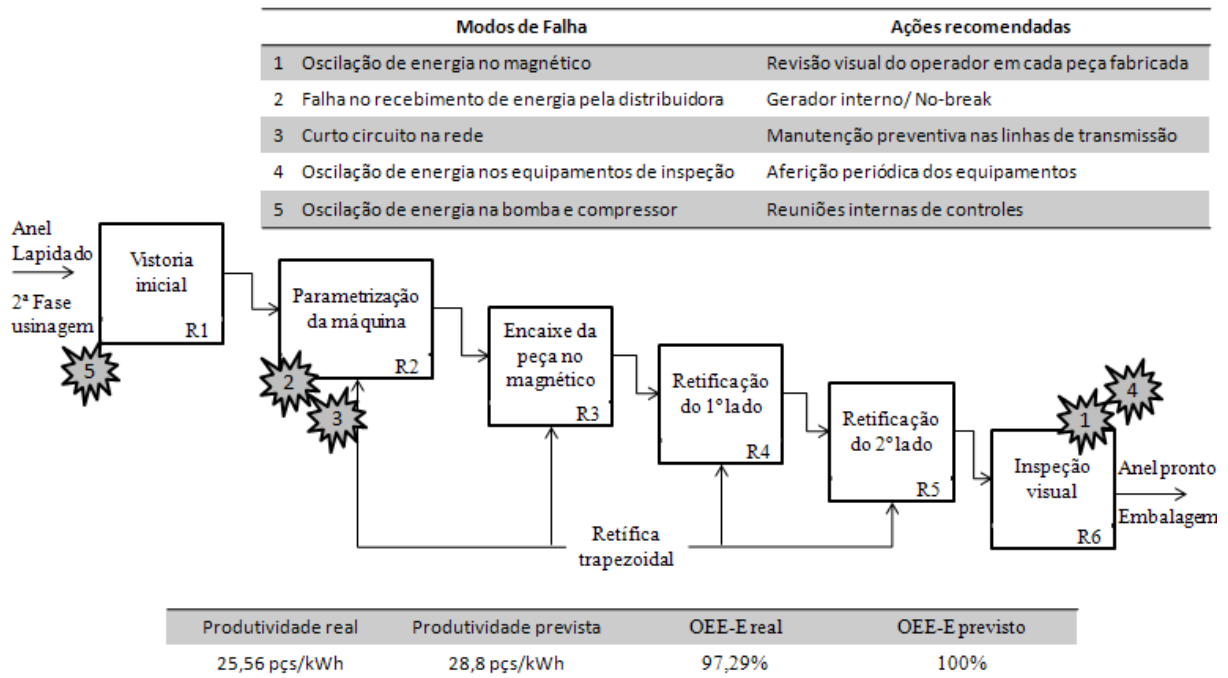 Modos de Falha Ações recomendadas
1 Oscilação de energia no magnético Revisão visual do operador em cada peça fabricada
2 Falha no recebimento de energia pela distribuidora Gerador interno/ No-break
3 Curto circuito na rede Manutenção preventiva nas linhas de transmissão
4 Oscilação de energia nos equipamentos de inspeção Aferição periódica dos equipamentos
5 Oscilação de energia na bomba e compressor Reuniões internas de controles
Anel
Lapidado
2ª Fase
usinagem
5
Vistoria
inicial
R1
Parametrização
da máquina
R2
2
3
Encaixe da
peça no
magnético
R3
Retificação
do 1º lado
R4
Retificação
do 2º lado
R5
Inspeção
visual
R6
1
4
Anel pronto
Embalagem
Retífica
trapezoidal
Produtividade real Produtividade prevista OEE-E real OEE-E previsto
25,56 pçs/kWh 28,8 pçs/kWh 97,29% 100%